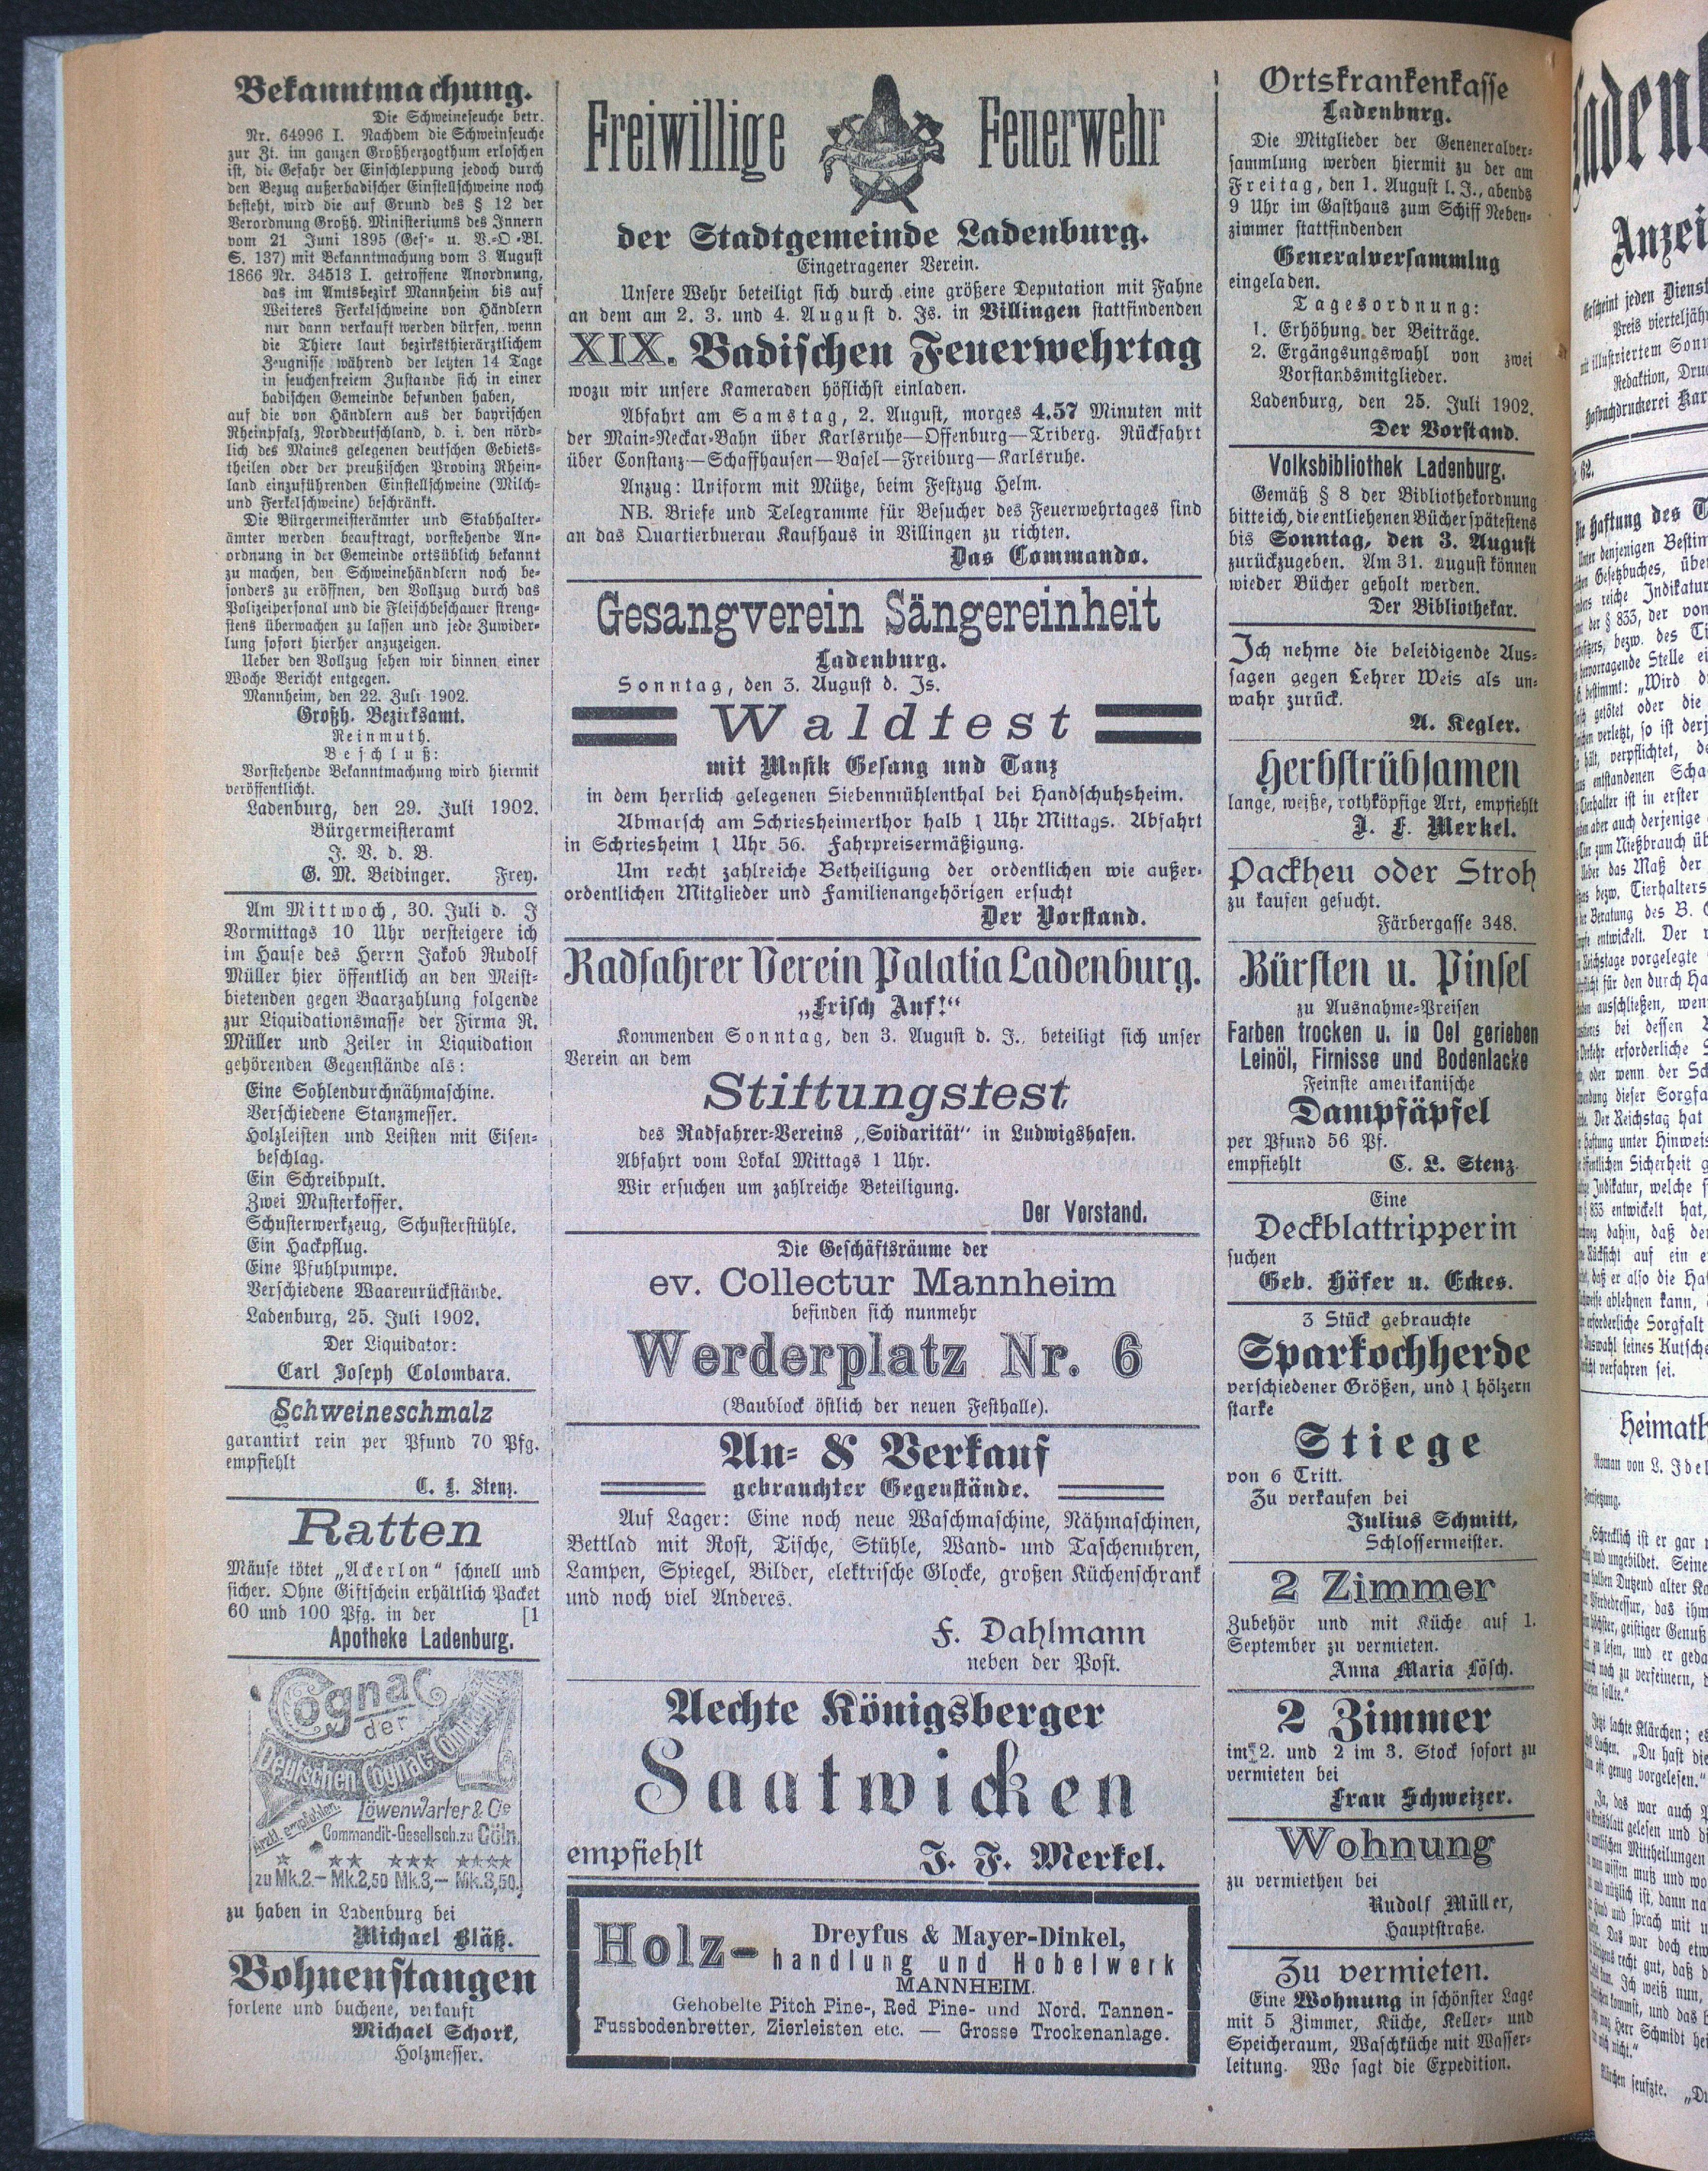 Bekanntmachung.
Die Schweineseuche betr.
Nr. 64996 I. Nachdem die Schweinseuche
zur Zt. im ganzen Großherzogthum erloschen
ist, die Gefahr der Einschleppung jedoch durch
den Bezug außerbadischer Einstellschweine noch
besteht, wird die auf Grund des § 12 der
Verordnung Großh. Ministeriums des Innern
vom 21 Juni 1895 (Ges'- u. V.-O.-Bl.
S. 137) mit Bekanntmachung vom 3 August
1866 Nr. 34513 I. getroffene Anordnung,
das im Amtsbezirk Mannheim bis auf
Weiteres Ferkelschweine von Händlern
nur dann verkauft werden dürfen, wenn
die Thiere laut bezirksthierärztlichem
Zeugnisse während der letzten 14 Tage
in seuchenfreiem Zustande sich in einer
badischen Gemeinde befunden haben,
auf die von Händlern aus der bayrischen
Rheinpfalz, Norddeutschland, d. i. den nörd-
lich des Maines gelegenen deutschen Gebiets-
theilen oder der preußischen Provinz Rhein-
land einzuführenden Einstellschweine (Milch-
und Ferkelschweine) beschränkt.
Die Bürgermeisterämter und Stabhalter-
ämter werden beauftragt, vorstehende An-
ordnung in der Gemeinde ortsüblich bekannt
zu machen, den Schweinehändlern noch be-
sonders zu eröffnen, den Vollzug durch das
Polizeipersonal und die Fleischbeschauer streng-
stens überwachen zu lassen und jede Zuwider-
lung sofort hierher anzuzeigen.
Ueber den Vollzug sehen wir binnen einer
Woche Bericht entgegen.
Mannheim, den 22. Juli 1902.
Großh. Bezirksamt.
Reinmuth.
Beschluß:
Vorstehende Bekanntmachung wird hiermit
veröffentlicht.
Ladenburg, den 29. Juli 1902.
Bürgermeisteramt
J. V. d. B.
G. M. Beidinger. Frey.
Am Mittwoch, 30. Juli d. J
Vormittags 10 Uhr versteigere ich
im Hause des Herrn Jakob Rudolf
Müller hier öffentlich an den Meist-
bietenden gegen Baarzahlung folgende
zur Liquidationsmasse der Firma R.
Müller und Zeiler in Liquidation
gehörenden Gegenstände als:
Eine Sohlendurchnähmaschine.
Verschiedene Stanzmesser.
Holzleisten und Leisten mit Eisen-
beschlag.
Ein Schreibpult.
Zwei Musterkoffer.
Schusterwerkzeug, Schusterstühle.
Ein Hackpflug.
Eine Pfuhlpumpe.
Verschiedene Waarenrückstände.
Ladenburg, 25. Juli 1902.
Der Liquidator:
Carl Joseph Colombara.
Schweineschmalz
garantirt rein per Pfund 70 Pfg.
empfiehlt
C. L. Stenz.
Ratten
Mäuse tötet „Ackerlon“ schnell und
sicher. Ohne Giftschein erhältlich Packet
60 und 100 Pfg. in der [1
Apotheke Ladenburg.
Cognac
der
Deutschen Cognac-Compagnie
Löwenwarter & Cie
Commandit-Gesellsch. zu Cöln.
Ärztl. empfohlen.
★ ★★ ★★★ ★★★★
zu Mk.2.– Mk.2,50 Mk.3,– Mk.3,50.
zu haben in Ladenburg bei
Michael Bläß.
Bohnenstangen
forlene und buchene, verkauft
Michael Schork,
Holzmesser.
Freiwillige Feuerwehr
der Stadtgemeinde Ladenburg.
Eingetragener Verein.
Unsere Wehr beteiligt sich durch eine größere Deputation mit Fahne
an dem am 2. 3. und 4. August d. Js. in Villingen stattfindenden
XIX. Badischen Feuerwehrtag
wozu wir unsere Kameraden höflichst einladen.
Abfahrt am Samstag, 2. August, morges 4.57 Minuten mit
der Main-Neckar-Bahn über Karlsruhe—Offenburg—Triberg. Rückfahrt
über Constanz—Schaffhausen—Basel—Freiburg—Karlsruhe.
Anzug: Uniform mit Mütze, beim Festzug Helm.
NB. Briefe und Telegramme für Besucher des Feuerwehrtages sind
an das Quartierbuerau Kaufhaus in Villingen zu richten.
Das Commando.
Gesangverein Sängereinheit
Ladenburg.
Sonntag, den 3. August d. Js.
Waldfest
mit Musik Gesang und Tanz
in dem herrlich gelegenen Siebenmühlenthal bei Handschuhsheim.
Abmarsch am Schriesheimerthor halb 1 Uhr Mittags. Abfahrt
in Schriesheim 1 Uhr 56. Fahrpreisermäßigung.
Um recht zahlreiche Betheiligung der ordentlichen wie außer-
ordentlichen Mitglieder und Familienangehörigen ersucht
Der Vorstand.
Radfahrer Verein Palatia Ladenburg.
„Frisch Auf!“
Kommenden Sonntag, den 3. August d. J., beteiligt sich unser
Verein an dem
Stiftungsfest
des Radfahrer-Vereins „Soidarität“ in Ludwigshafen.
Abfahrt vom Lokal Mittags 1 Uhr.
Wir ersuchen um zahlreiche Beteiligung.
Der Vorstand.
Die Geschäftsräume der
ev. Collectur Mannheim
befinden sich nunmehr
Werderplatz Nr. 6
(Baublock östlich der neuen Festhalle).
An- & Verkauf
gebrauchter Gegenstände.
Auf Lager: Eine noch neue Waschmaschine, Nähmaschinen,
Bettlad mit Rost, Tische, Stühle, Wand- und Taschenuhren,
Lampen, Spiegel, Bilder, elektrische Glocke, großen Küchenschrank
und noch viel Anderes.
F. Dahlmann
neben der Post.
Aechte Königsberger
Saatwicken
empfiehlt J. F. Merkel.
Dreyfus & Mayer-Dinkel,
Holz-handlung und Hobelwerk
MANNHEIM.
Gehobelte Pitch Pine-, Red Pine- und Nord. Tannen-
Fussbodenbretter, Zierleisten etc. — Grosse Trockenanlage.
Ortskrankenkasse
Ladenburg.
Die Mitglieder der Geneneralver-
sammlung werden hiermit zu der am
Freitag, den 1. August l. J., abends
9 Uhr im Gasthaus zum Schiff Neben-
zimmer stattfindenden
Generalversammlng
eingeladen.
Tagesordnung:
1. Erhöhung der Beiträge.
2. Ergängsungswahl von zwei
Vorstandsmitglieder.
Ladenburg, den 25. Juli 1902.
Der Vorstand.
Volksbibliothek Ladenburg.
Gemäß § 8 der Bibliothekordnung
bitte ich, die entliehenen Bücher spätestens
bis Sonntag, den 3. August
zurückzugeben. Am 31. August können
wieder Bücher geholt werden.
Der Bibliothekar.
Ich nehme die beleidigende Aus-
sagen gegen Lehrer Weis als un-
wahr zurück.
A. Kegler.
Herbstrübsamen
lange, weiße, rothköpfige Art, empfiehlt
J. F. Merkel.
Packheu oder Stroh
zu kaufen gesucht.
Färbergasse 348.
Bürsten u. Pinsel
zu Ausnahme-Preisen
Farben trocken u. in Oel gerieben
Leinöl, Firnisse und Bodenlacke
Feinste amerikanische
Dampfäpfel
per Pfund 56 Pf.
empfiehlt C. L. Stenz.
Eine
Deckblattripperin
suchen
Geb. Höfer u. Eckes.
3 Stück gebrauchte
Sparkochherde
verschiedener Größen, und 1 hölzern
starke
Stiege
von 6 Tritt.
Zu verkaufen bei
Julius Schmitt,
Schlossermeister.
2 Zimmer
Zubehör und mit Küche auf 1.
September zu vermieten.
Anna Maria Lösch.
2 Zimmer
im 2. und 2 im 3. Stock sofort zu
vermieten bei
Frau Schweizer.
Wohnung
zu vermiethen bei
Rudolf Müller,
Hauptstraße.
Zu vermieten.
Eine Wohnung in schönster Lage
mit 5 Zimmer, Küche, Keller- und
Speicheraum, Waschküche mit Wasser-
leitung. Wo sagt die Expedition.